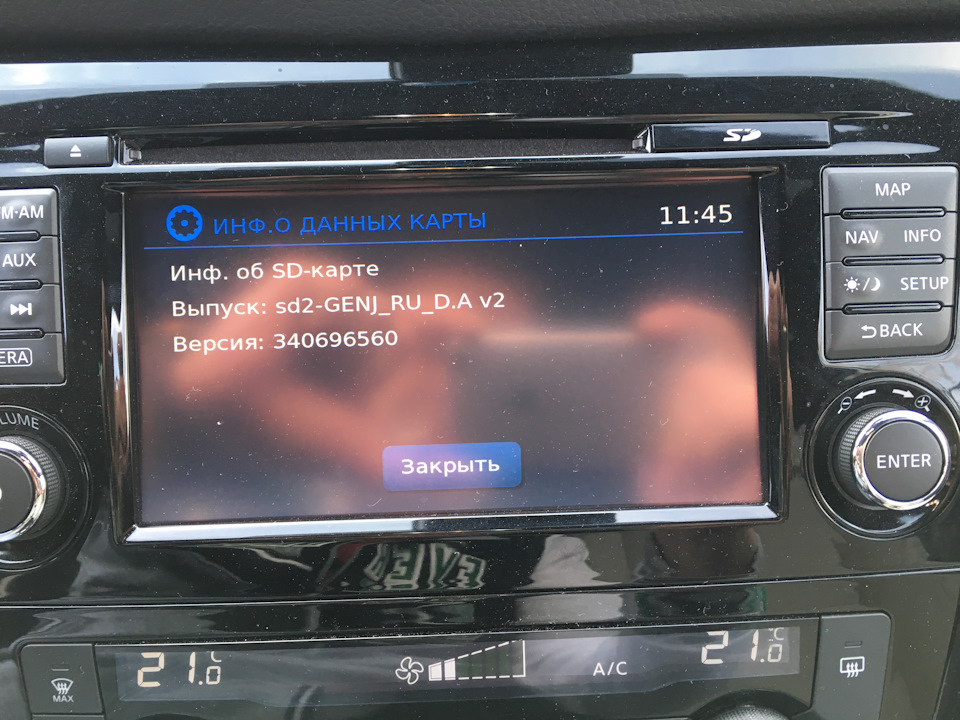 SD
M·AM
AUX
ERA
LUME
ИНФ.О ДАННЫХ КАРТЫ 11:45
Инф. об SD-карте
Выпуск: sd2-GENJ_RU_D.A v2
Версия: 340696560
Закрыть
MAP
NAV INFO
SETUP
BACK
ENTER
MAX
21.0 °C
A/C
21.0 °C